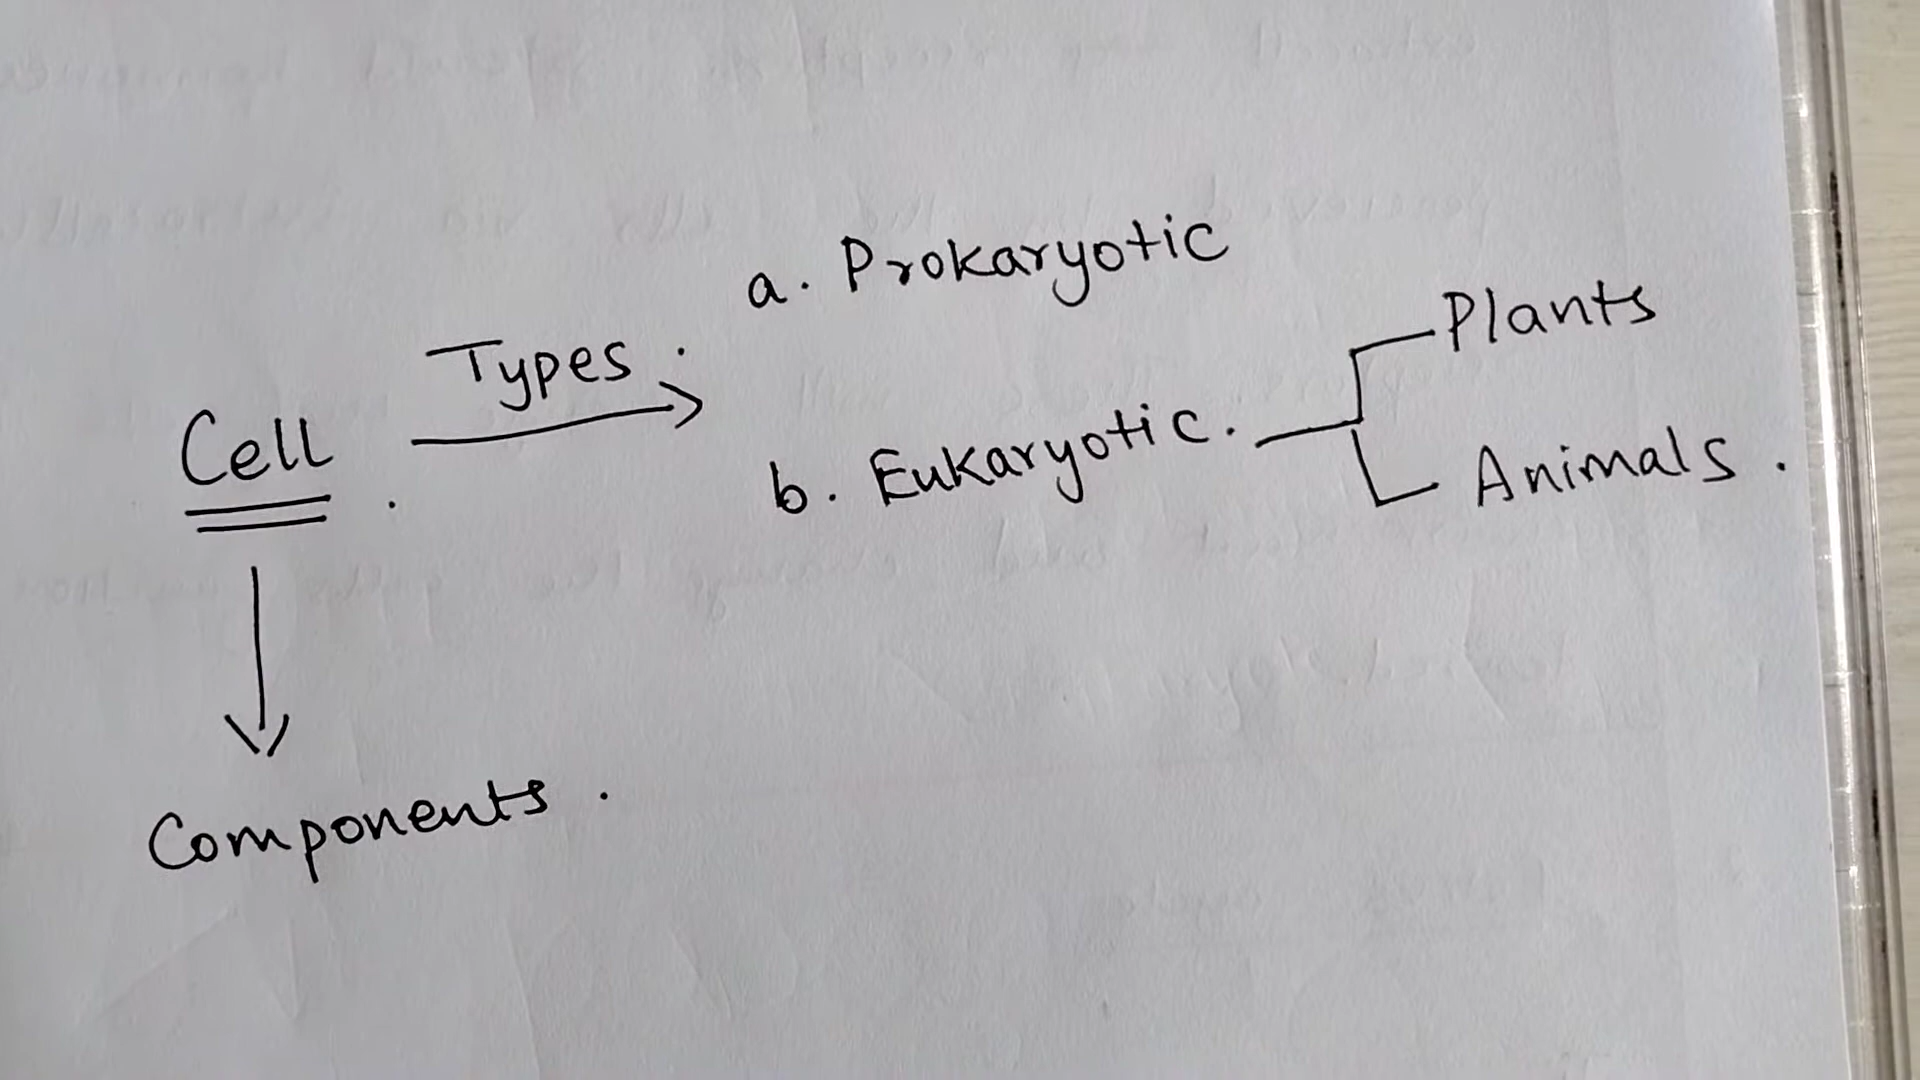 a. Prokaryotic
Types.
Plants
Cell.
b. Eukaryotic.
Animals.
Components.